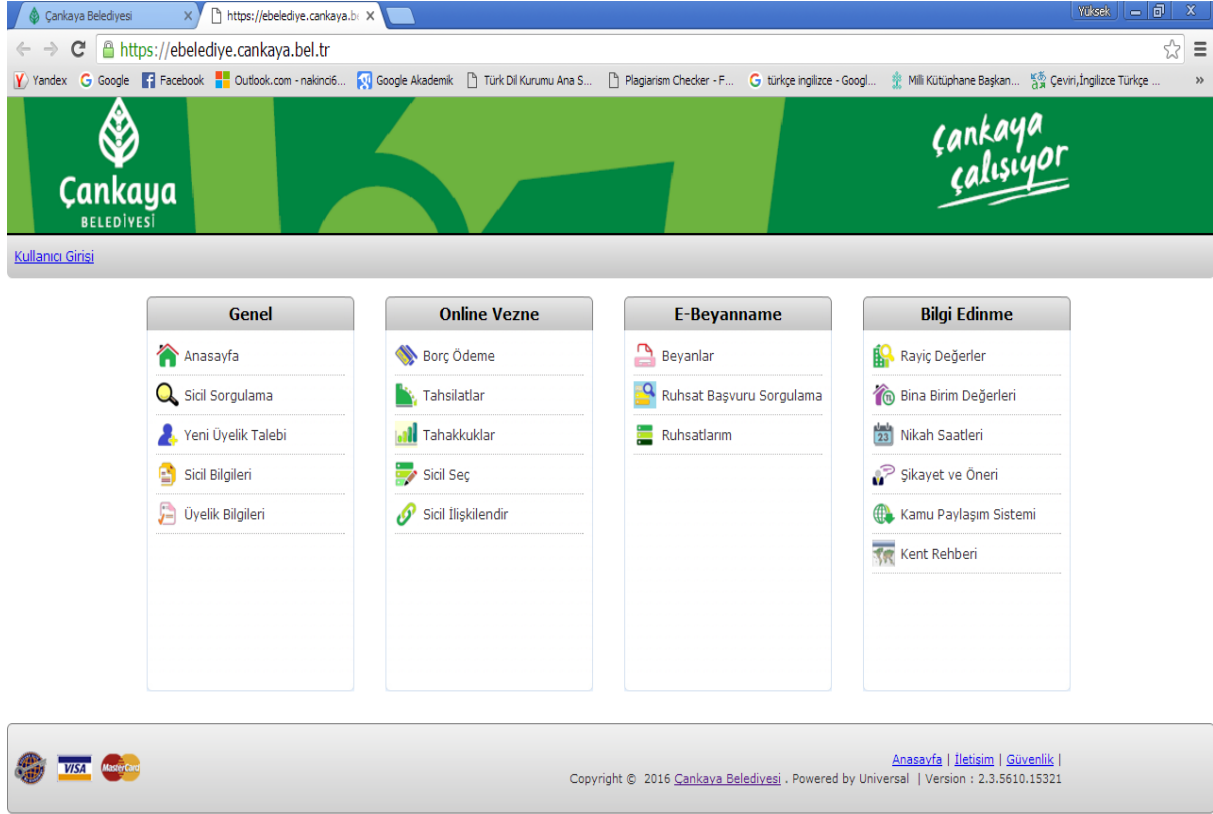 Çankaya Belediyesi
https://ebelediye.cankaya.be
Yüksek
https://ebelediye.cankaya.bel.tr
Yandex Google Facebook Outlook.com - nakinci6... Google Akademik Türk Dil Kurumu Ana S... Plagiarism Checker - F... türkçe ingilizce - Googl... Milli Kütüphane Başkan... Çeviri,İngilizce Türkçe ... »
Çankaya
BELEDİYESİ
Çankaya
çalışıyor
Kullanıcı Girişi
Genel
Anasayfa
Sicil Sorgulama
Yeni Üyelik Talebi
Sicil Bilgileri
Üyelik Bilgileri
Online Vezne
Borç Ödeme
Tahsilatlar
Tahakkuklar
Sicil Seç
Sicil İlişkilendir
E-Beyanname
Beyanlar
Ruhsat Başvuru Sorgulama
Ruhsatlarım
Bilgi Edinme
Rayiç Değerler
Bina Birim Değerleri
23 Nikah Saatleri
Şikayet ve Öneri
Kamu Paylaşım Sistemi
Kent Rehberi
VISA MasterCard
Anasayfa | İletisim | Güvenlik |
Copyright © 2016 Çankaya Belediyesi . Powered by Universal | Version : 2.3.5610.15321